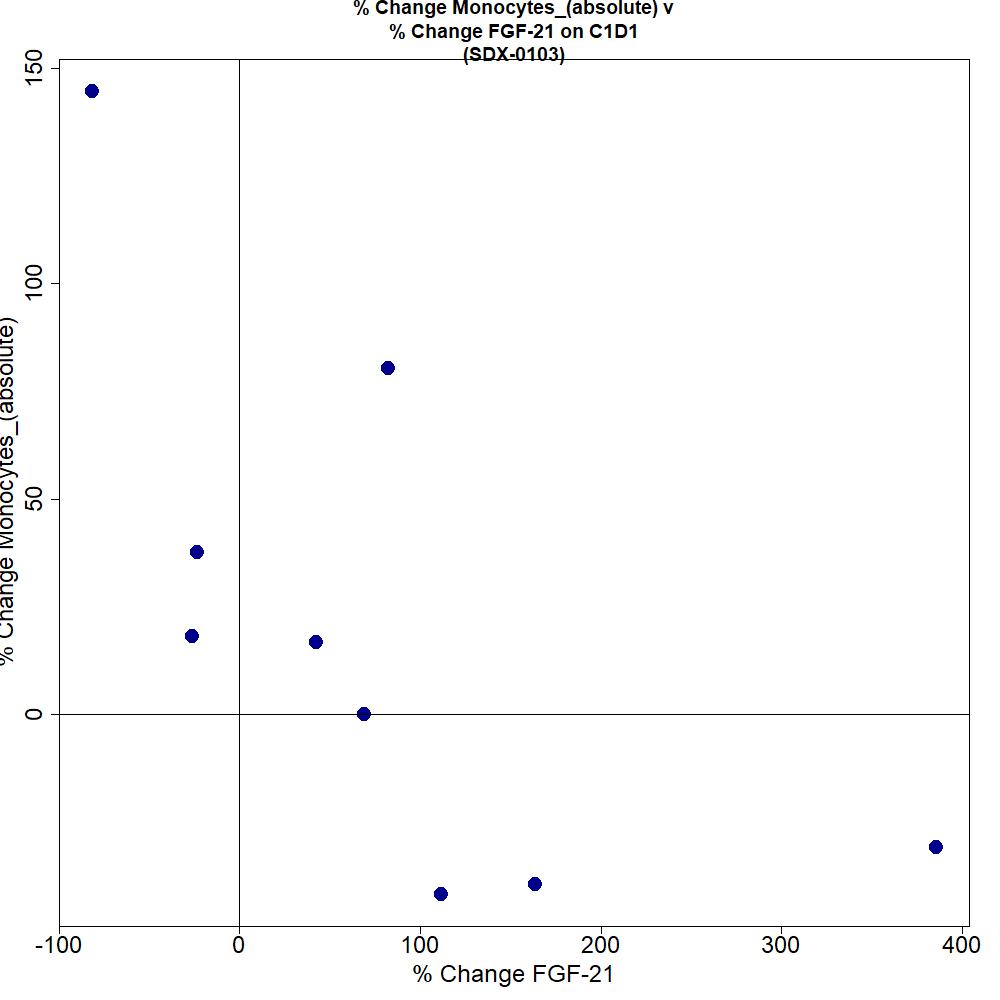 % Change Monocytes_(absolute) v
% Change FGF-21 on C1D1
(SDX-0103)
% Change Monocytes_(absolute)
150
100
50
0
-100
0
100
200
300
400
% Change FGF-21